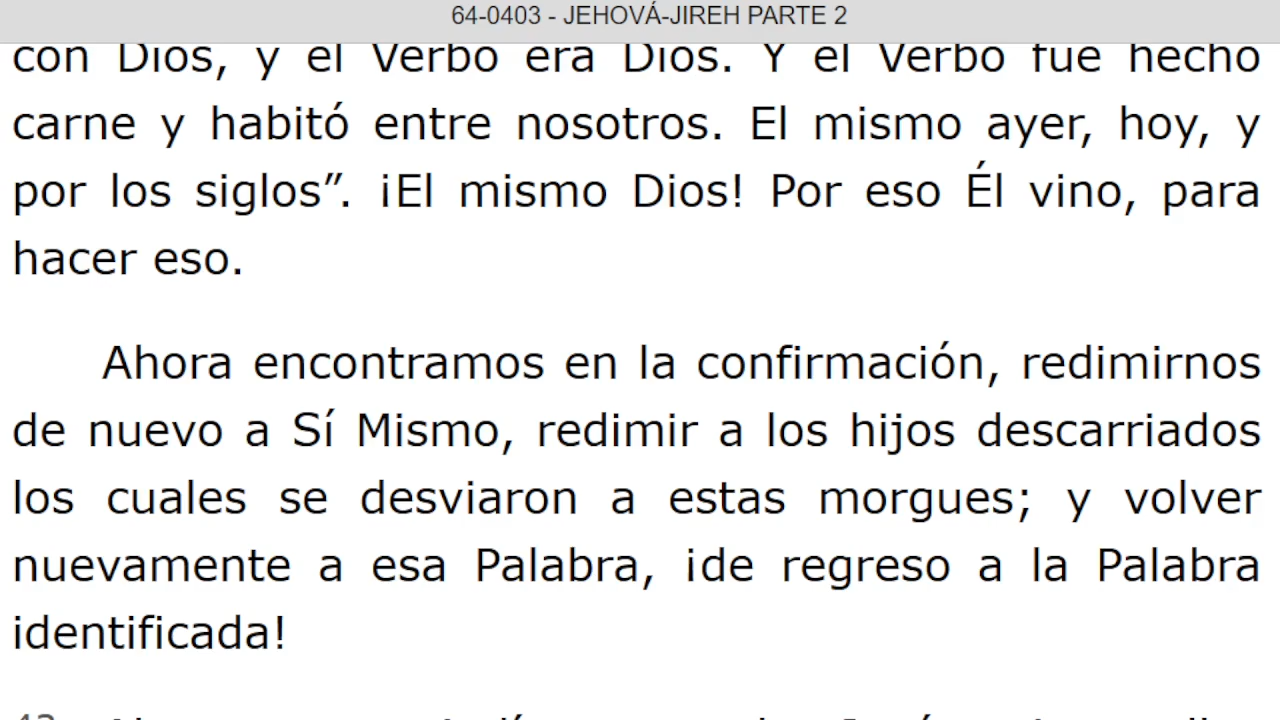 64-0403 - JEHOVÁ-JIREH PARTE 2
con Dios, y el Verbo era Dios. Y el Verbo fue hecho
carne y habitó entre nosotros. El mismo ayer, hoy, y
por los siglos”. ¡El mismo Dios! Por eso Él vino, para
hacer eso.
Ahora encontramos en la confirmación, redimirnos
de nuevo a Sí Mismo, redimir a los hijos descarriados
los cuales se desviaron a estas morgues; y volver
nuevamente a esa Palabra, ¡de regreso a la Palabra
identificada!